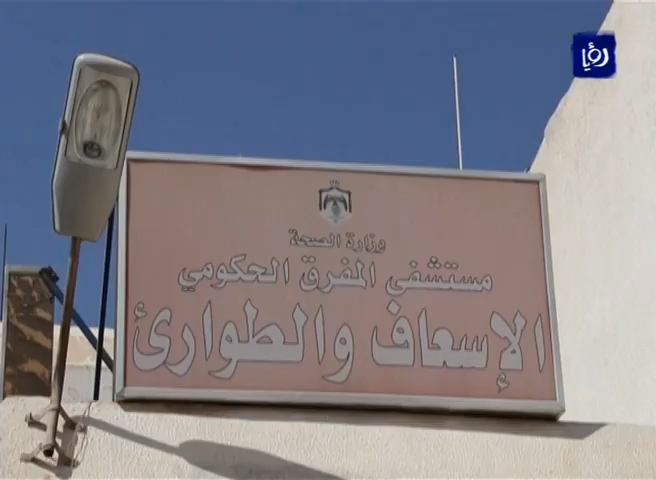 رؤيا
وزارة الصحة
مستشفى المفرق الحكومي
الإسعاف والطوارئ